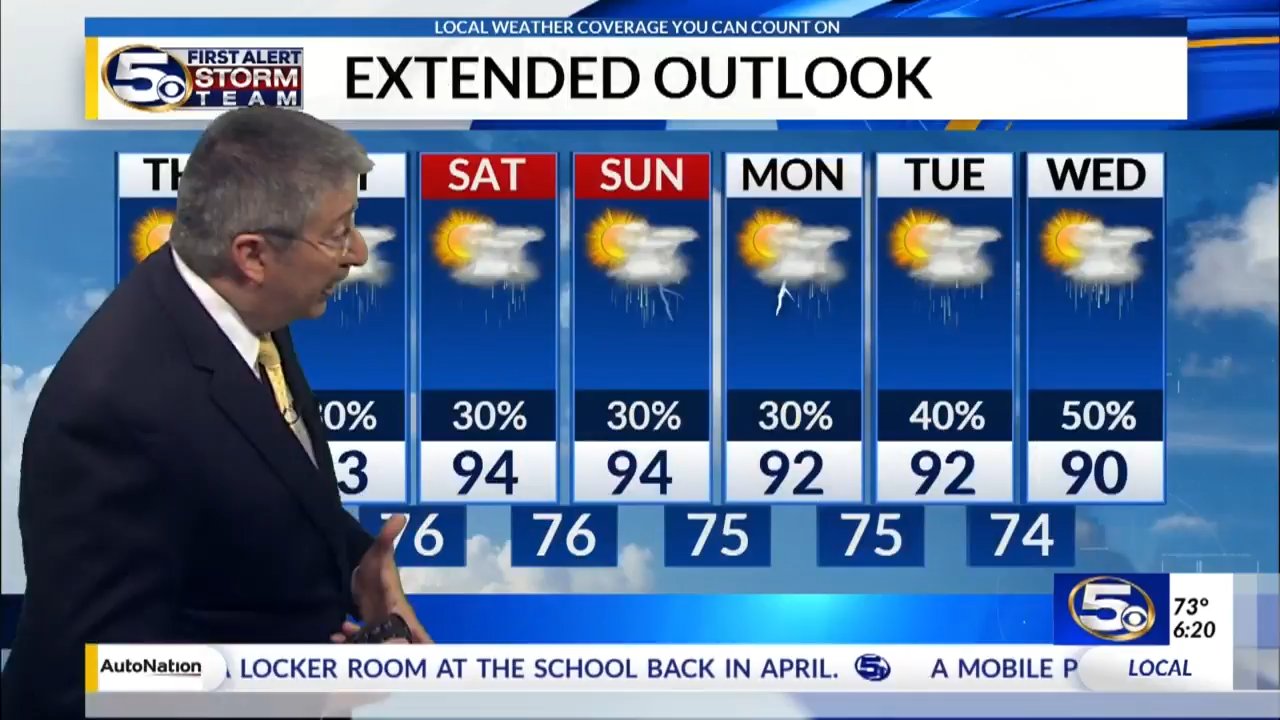 LOCAL WEATHER COVERAGE YOU CAN COUNT ON
5 FIRST ALERT
STORM
TEAM
EXTENDED OUTLOOK
SAT SUN MON TUE WED
30% 30% 30% 40% 50%
94 94 92 92 90
76 76 75 75 74
5
73°
6:20
AutoNation LOCKER ROOM AT THE SCHOOL BACK IN APRIL. 5 A MOBILE LOCAL